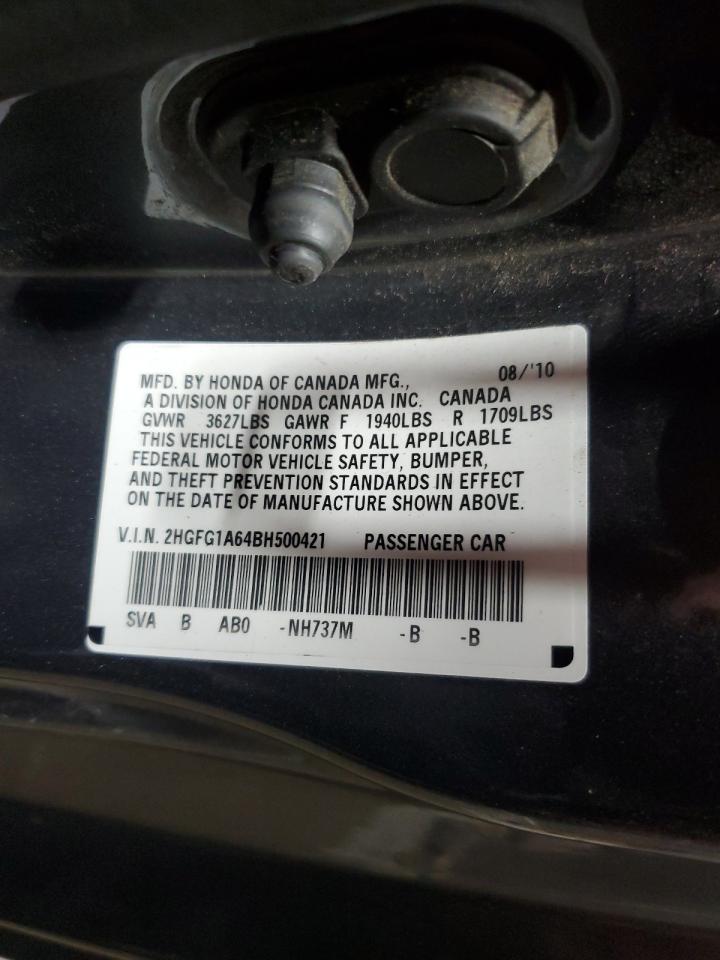 MFD. BY HONDA OF CANADA MFG., 08/'10
A DIVISION OF HONDA CANADA INC. CANADA
GVWR 3627LBS GAWR F 1940LBS R 1709LBS
THIS VEHICLE CONFORMS TO ALL APPLICABLE
FEDERAL MOTOR VEHICLE SAFETY, BUMPER,
AND THEFT PREVENTION STANDARDS IN EFFECT
ON THE DATE OF MANUFACTURE SHOWN ABOVE.
V.I.N. 2HGFG1A64BH500421 PASSENGER CAR
SVA B AB0 -NH737M -B -B